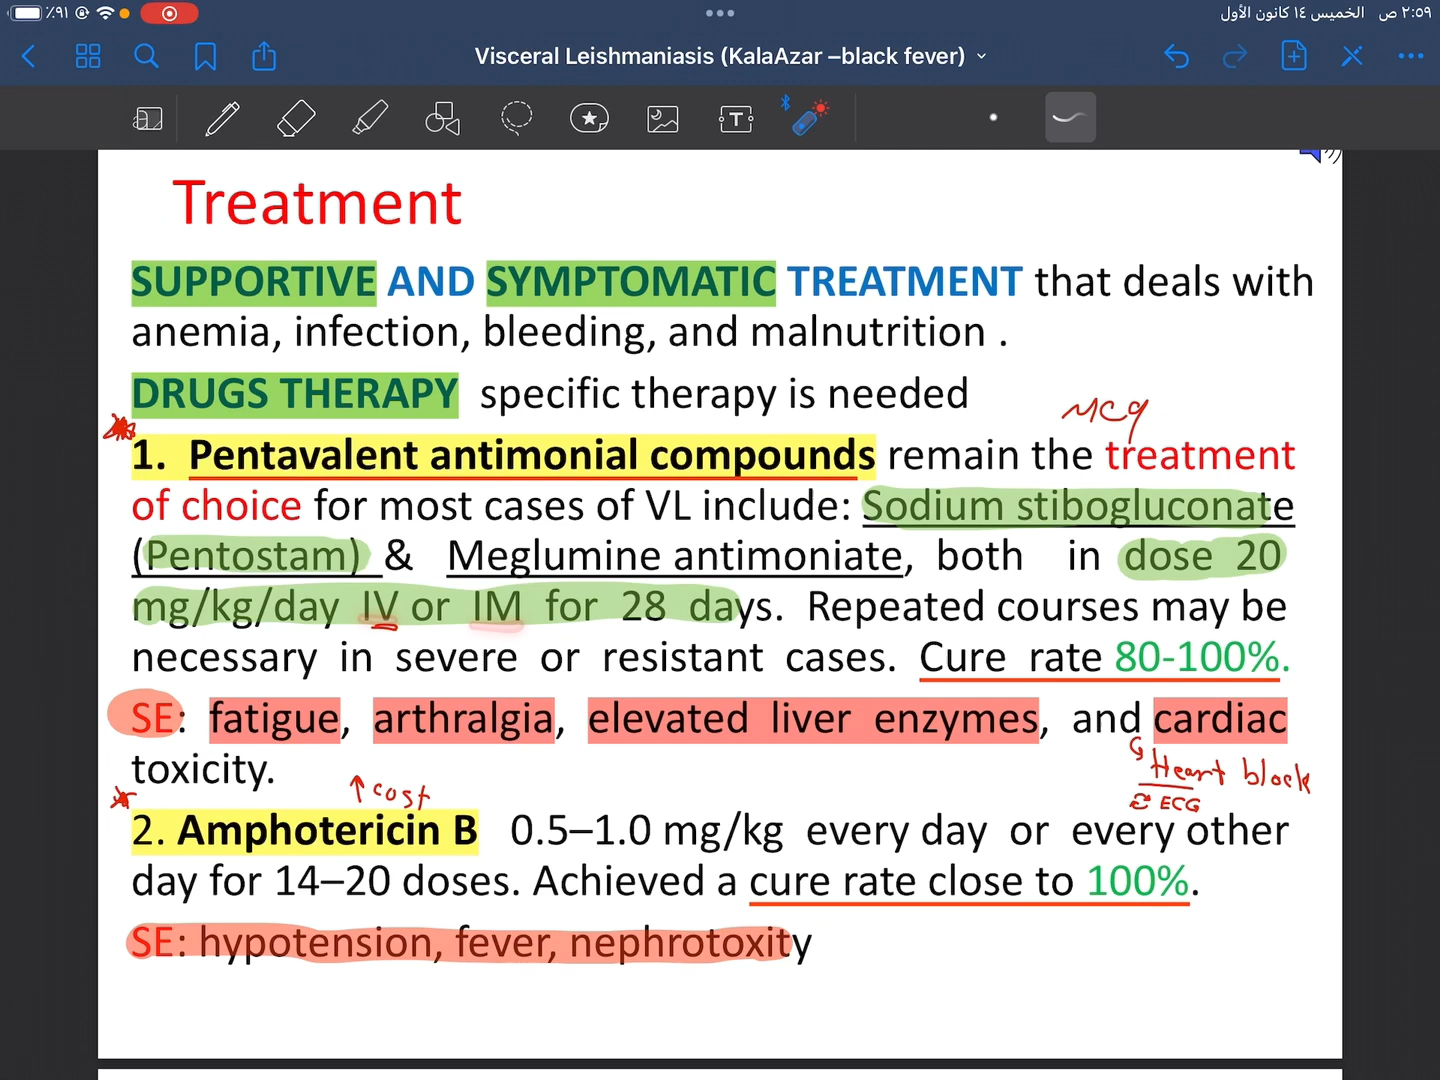 ٪٩١
٢:٥٩ ص الخميس ١٤ كانون الأول
Visceral Leishmaniasis (KalaAzar –black fever)
T
Treatment
SUPPORTIVE AND SYMPTOMATIC TREATMENT that deals with
anemia, infection, bleeding, and malnutrition .
DRUGS THERAPY specific therapy is needed
MCQ
1. Pentavalent antimonial compounds remain the treatment
of choice for most cases of VL include: Sodium stibogluconate
(Pentostam) & Meglumine antimoniate, both in dose 20
mg/kg/day IV or IM for 28 days. Repeated courses may be
necessary in severe or resistant cases. Cure rate 80-100%.
SE: fatigue, arthralgia, elevated liver enzymes, and cardiac
toxicity.
Heart block
ECG
↑ cost
2. Amphotericin B 0.5–1.0 mg/kg every day or every other
day for 14–20 doses. Achieved a cure rate close to 100%.
SE: hypotension, fever, nephrotoxity